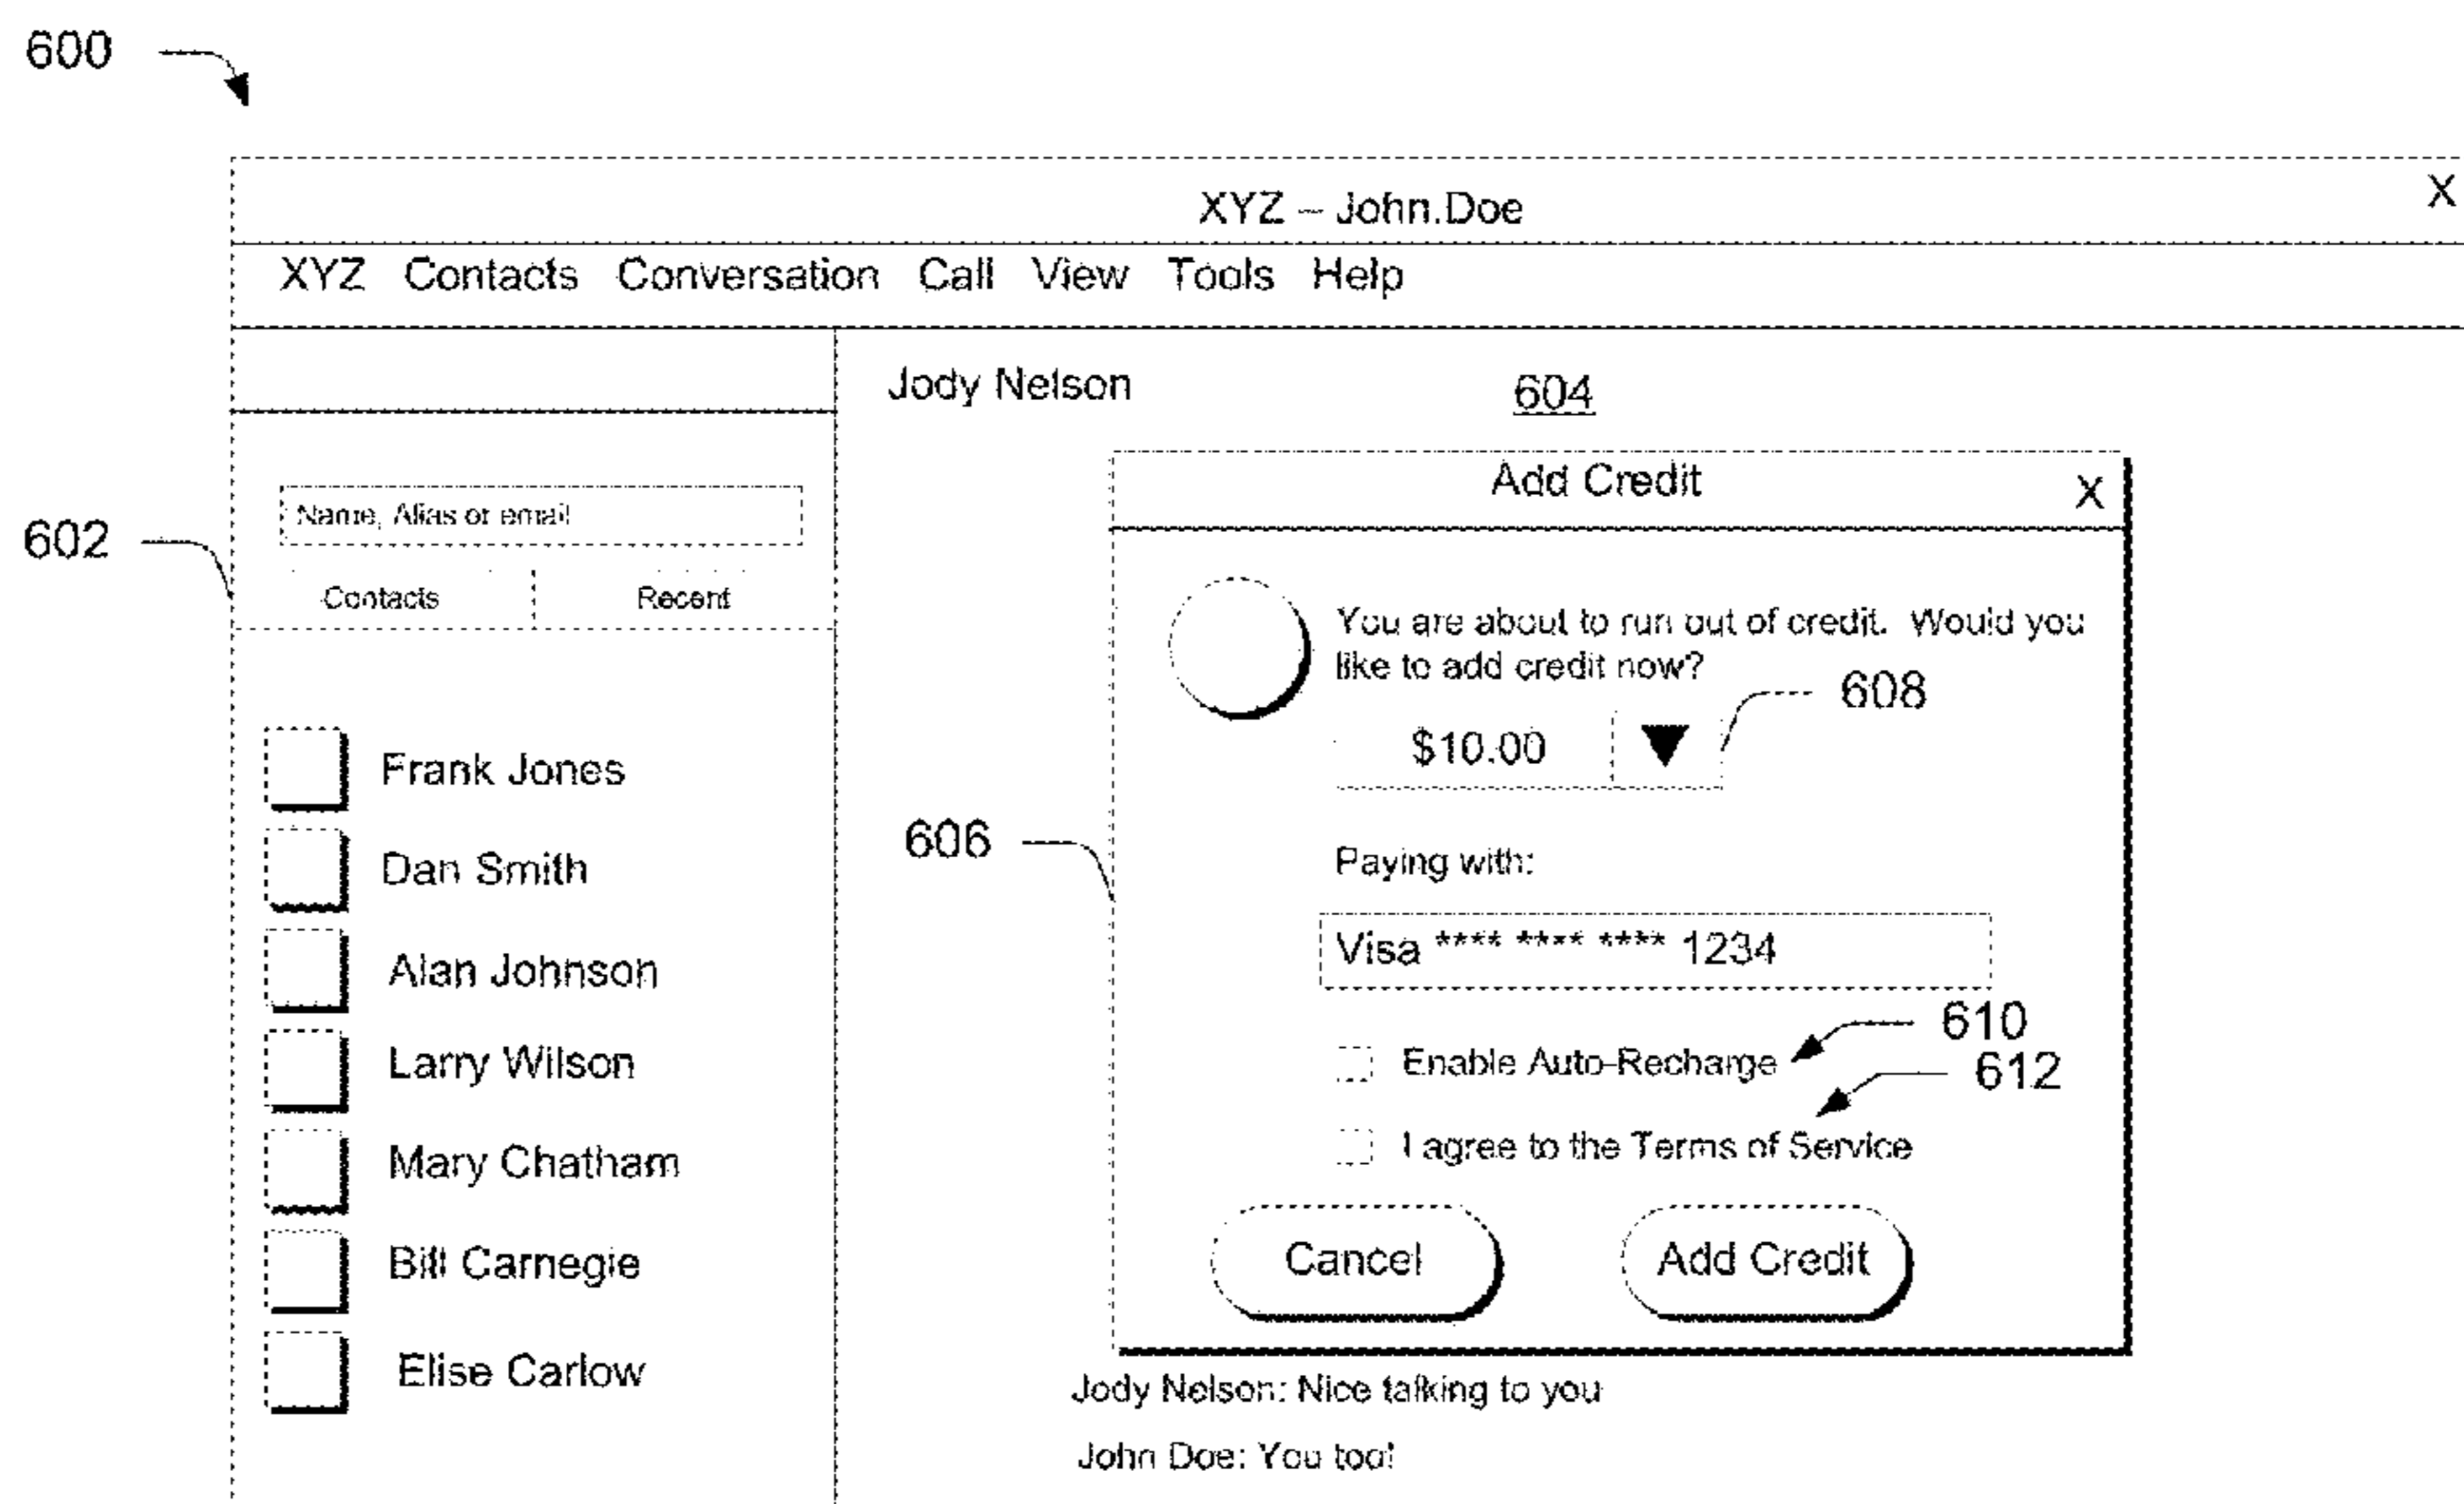 600
XYZ – John.Doe X
XYZ Contacts Conversation Call View Tools Help
Jody Nelson 604
Add Credit X
Name, Alias or email
602
Contacts Recent
You are about to run out of credit. Would you
like to add credit now?
608
$10.00
Frank Jones
606
Dan Smith
Paying with:
Visa **** **** **** 1234
Alan Johnson
610
Enable Auto-Recharge
612
Larry Wilson
I agree to the Terms of Service
Mary Chatham
Cancel Add Credit
Bill Carnegie
Elise Carlow
Jody Nelson: Nice talking to you
John Doe: You too!